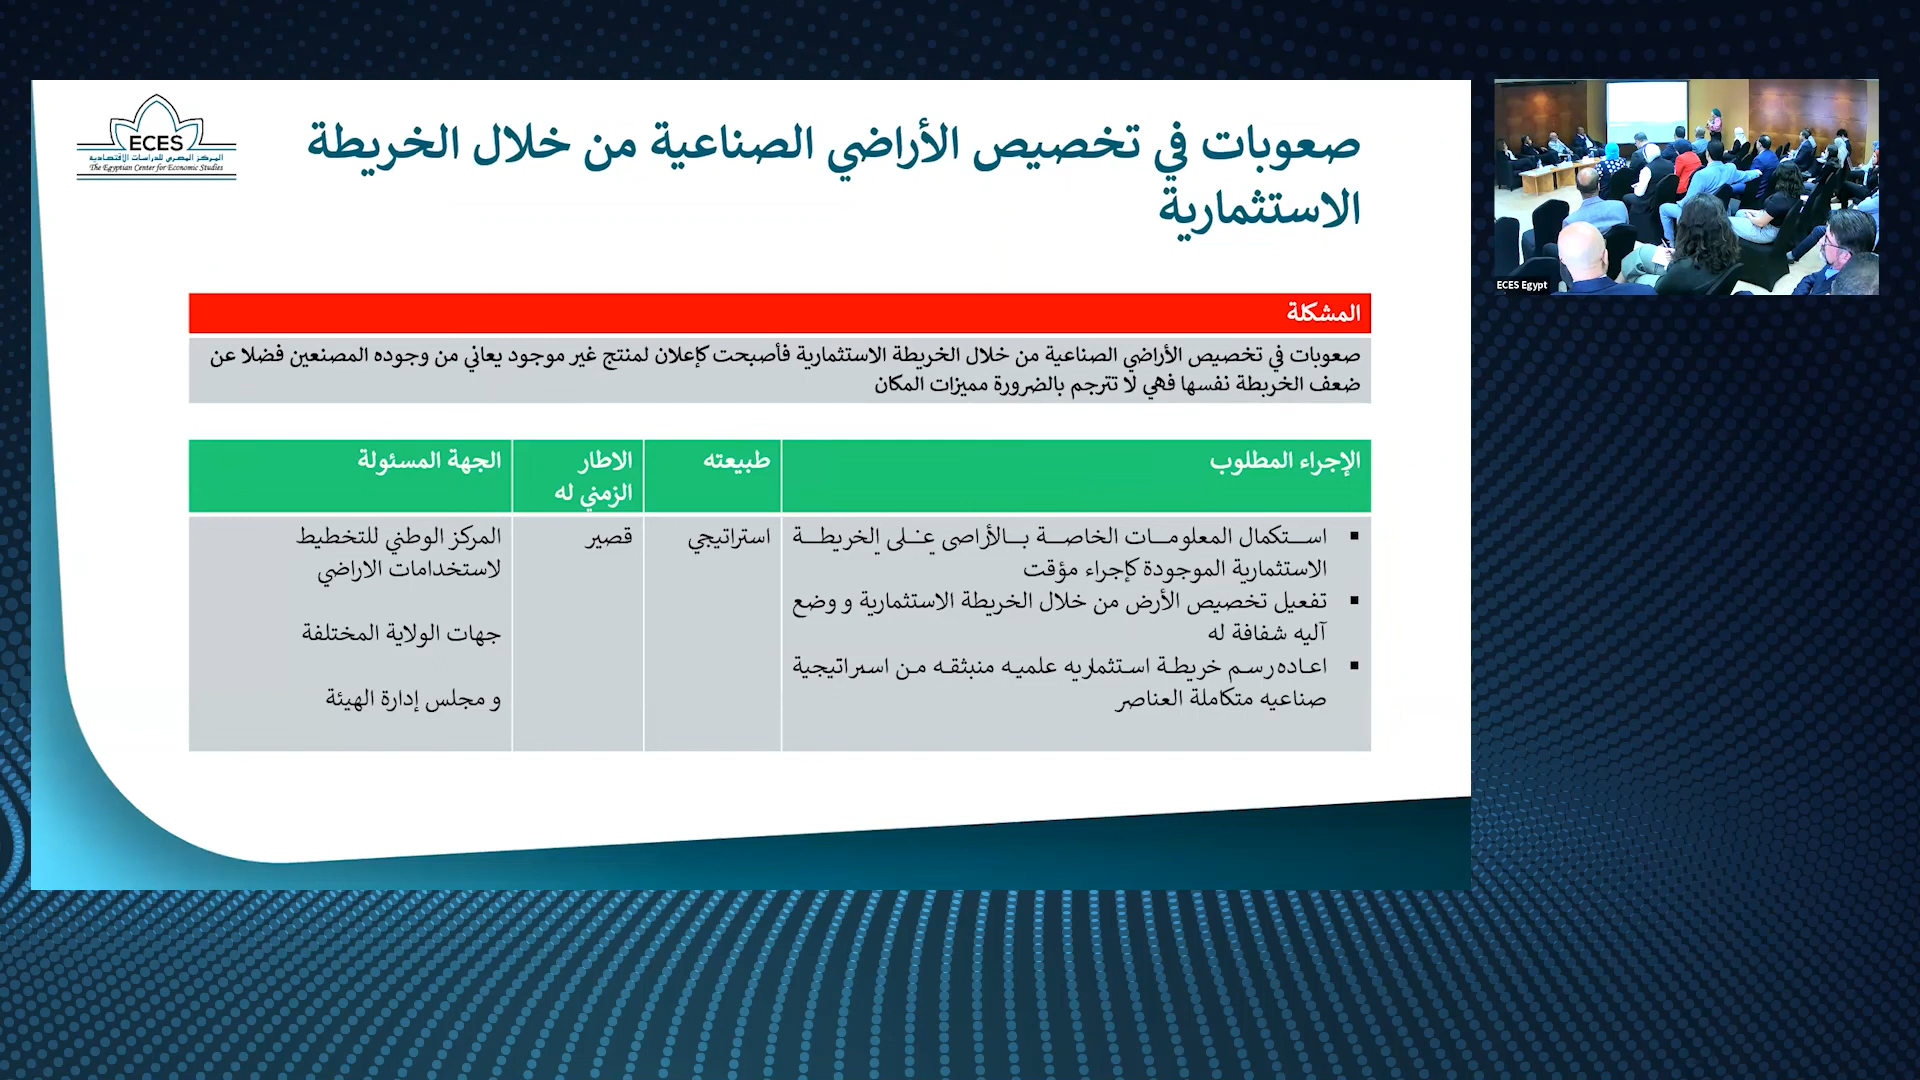 ECES
المركز المصري للدراسات الاقتصادية
The Egyptian Center for Economic Studies
صعوبات في تخصيص الأراضي الصناعية من خلال الخريطة
الاستثمارية
المشكلة
صعوبات في تخصيص الأراضي الصناعية من خلال الخريطة الاستثمارية فأصبحت كإعلان لمنتج غير موجود يعاني من وجوده المصنعين فضلا عن
ضعف الخريطة نفسها فهي لا تترجم بالضرورة مميزات المكان
الإجراء المطلوب
طبيعته
الاطار
الزمني له
الجهة المسئولة
▪ استكمال المعلومات الخاصة بالأراضى على الخريطة
الاستثمارية الموجودة كإجراء مؤقت
▪ تفعيل تخصيص الأرض من خلال الخريطة الاستثمارية و وضع
آليه شفافة له
▪ اعاده رسم خريطة استثماريه علميه منبثقه من استراتيجية
صناعيه متكاملة العناصر
استراتيجي
قصير
المركز الوطني للتخطيط
لاستخدامات الاراضي
جهات الولاية المختلفة
و مجلس إدارة الهيئة
ECES Egypt